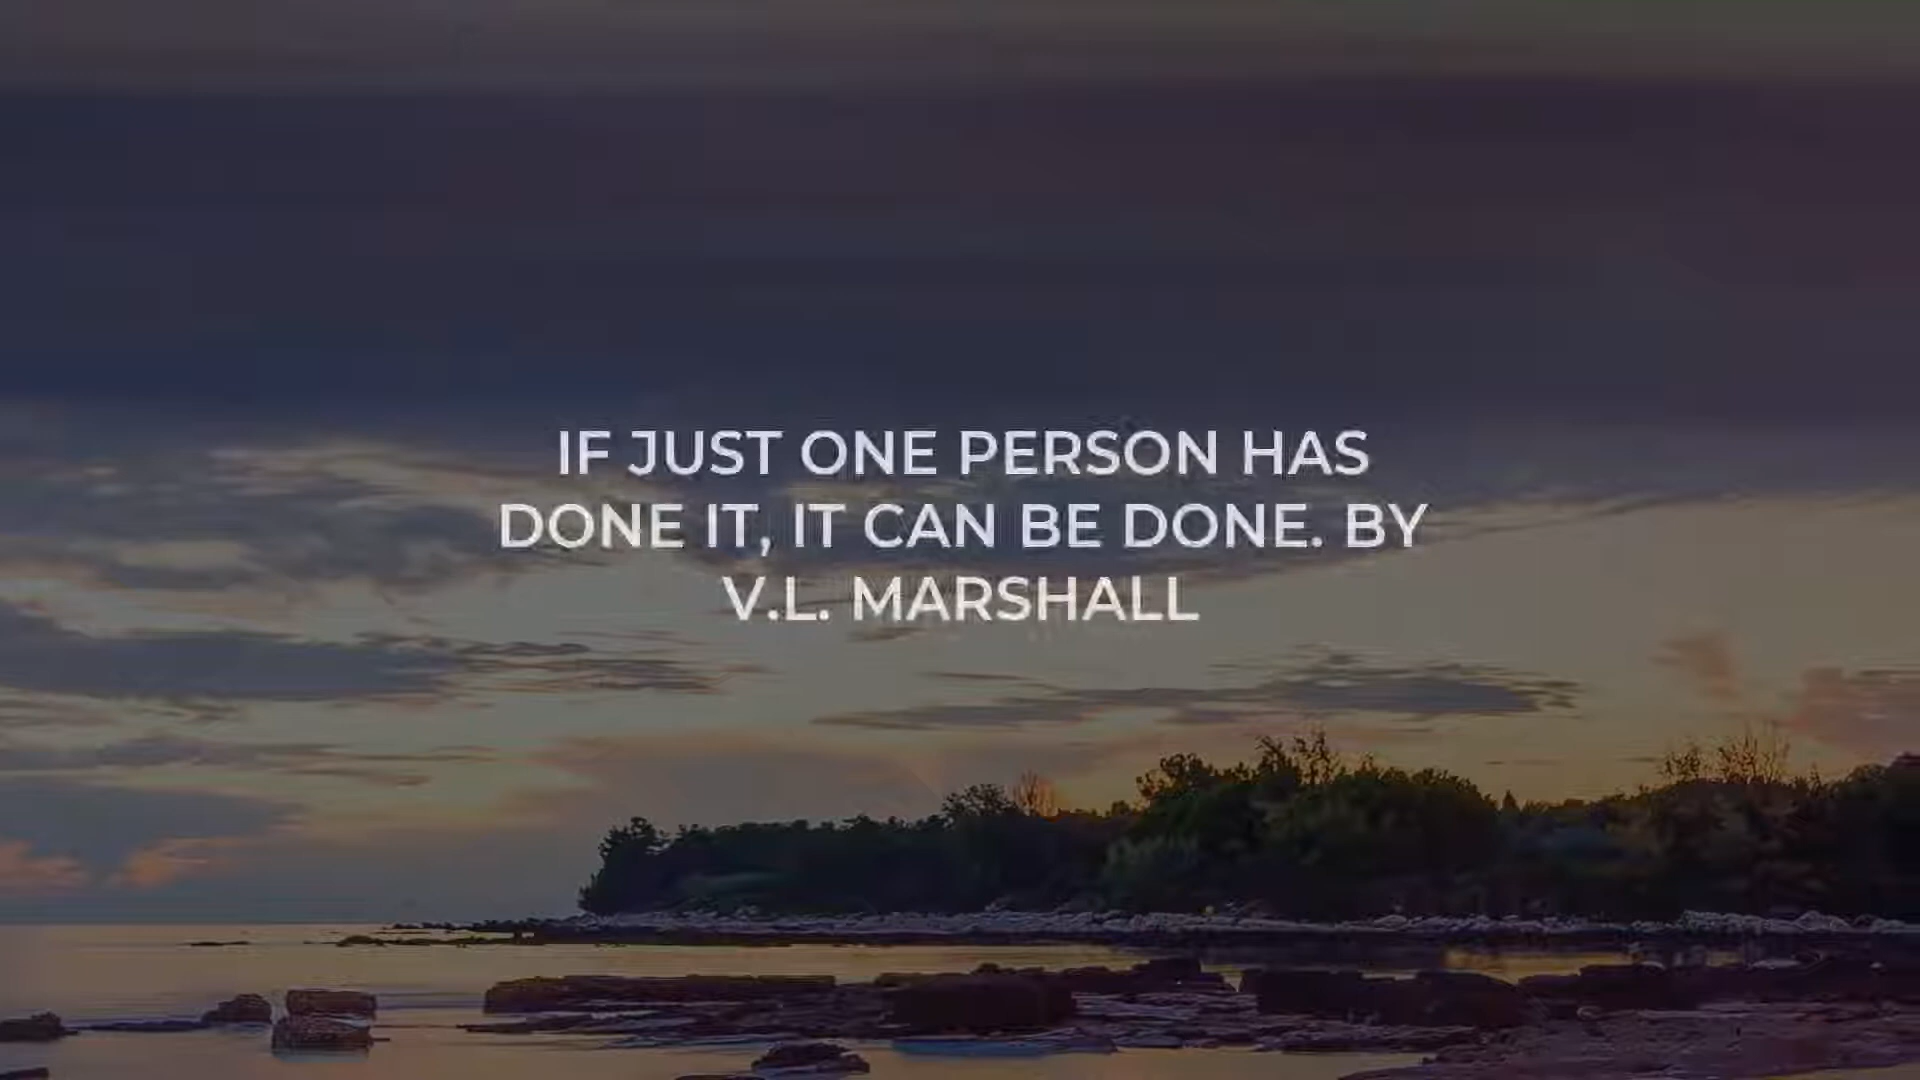 IF JUST ONE PERSON HAS
DONE IT, IT CAN BE DONE. BY
V.L. MARSHALL